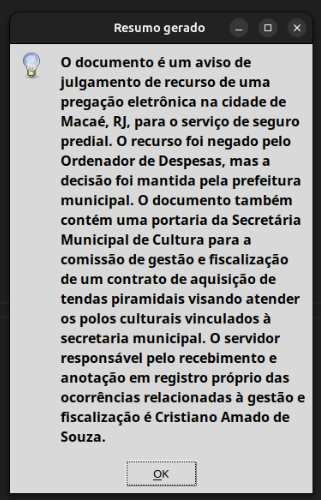 Resumo gerado
O documento é um aviso de
julgamento de recurso de uma
pregação eletrônica na cidade de
Macaé, RJ, para o serviço de seguro
predial. O recurso foi negado pelo
Ordenador de Despesas, mas a
decisão foi mantida pela prefeitura
municipal. O documento também
contém uma portaria da Secretária
Municipal de Cultura para a
comissão de gestão e fiscalização
de um contrato de aquisição de
tendas piramidais visando atender
os polos culturais vinculados à
secretaria municipal. O servidor
responsável pelo recebimento e
anotação em registro próprio das
ocorrências relacionadas à gestão e
fiscalização é Cristiano Amado de
Souza.
OK